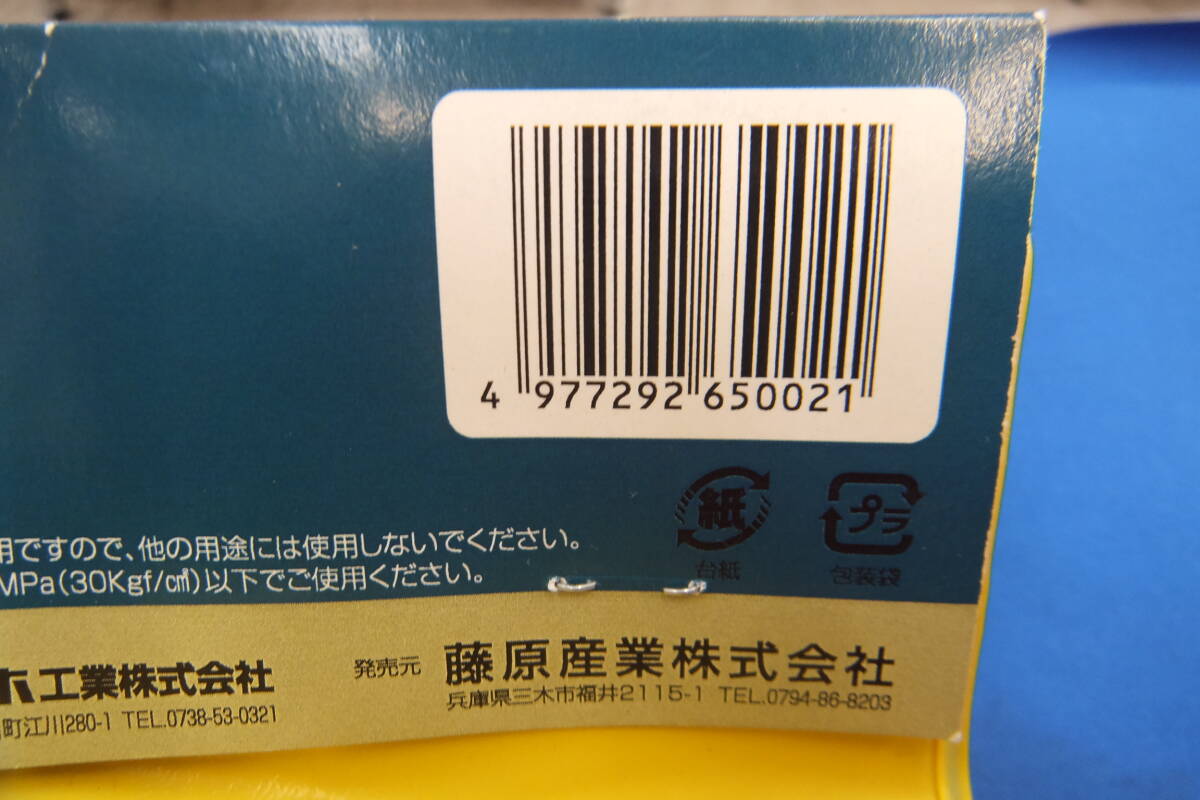 4 977292 650021
紙
プラ
台紙
包装袋
用ですので、他の用途には使用しないでください。
MPa(30Kgf/c㎡)以下でご使用ください。
ホ工業株式会社
町江川280-1 TEL.0738-53-0321
発売元 藤原産業株式会社
兵庫県三木市福井2115-1 TEL.0794-86-8203